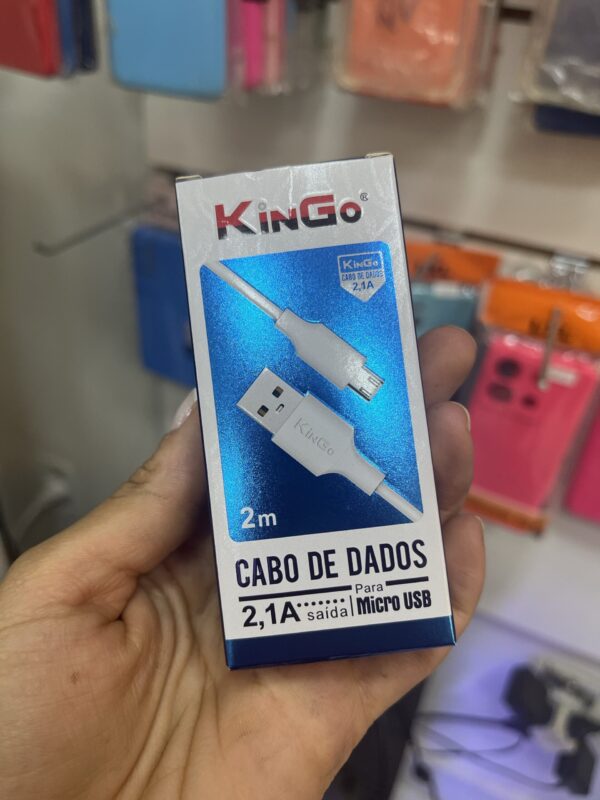 KinGo
KinGo
CABO DE DADOS
2,1A
KinGo
2m
CABO DE DADOS
2,1A....... saída
Para
Micro USB